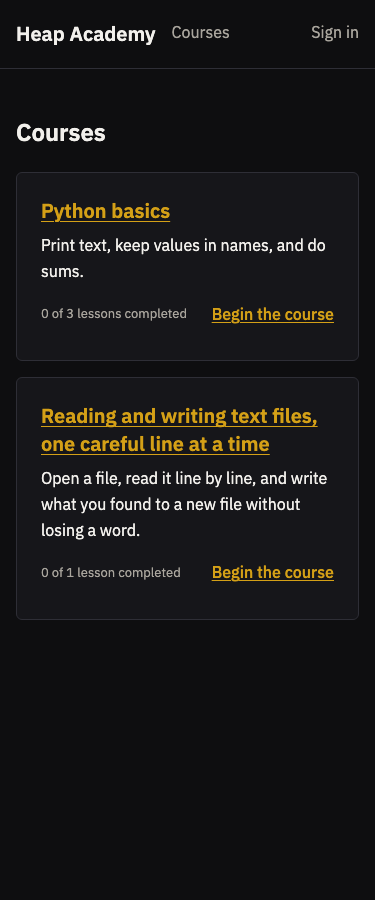 Heap Academy Courses Sign in
Courses
Python basics
Print text, keep values in names, and do
sums.
0 of 3 lessons completed Begin the course
Reading and writing text files,
one careful line at a time
Open a file, read it line by line, and write
what you found to a new file without
losing a word.
0 of 1 lesson completed Begin the course